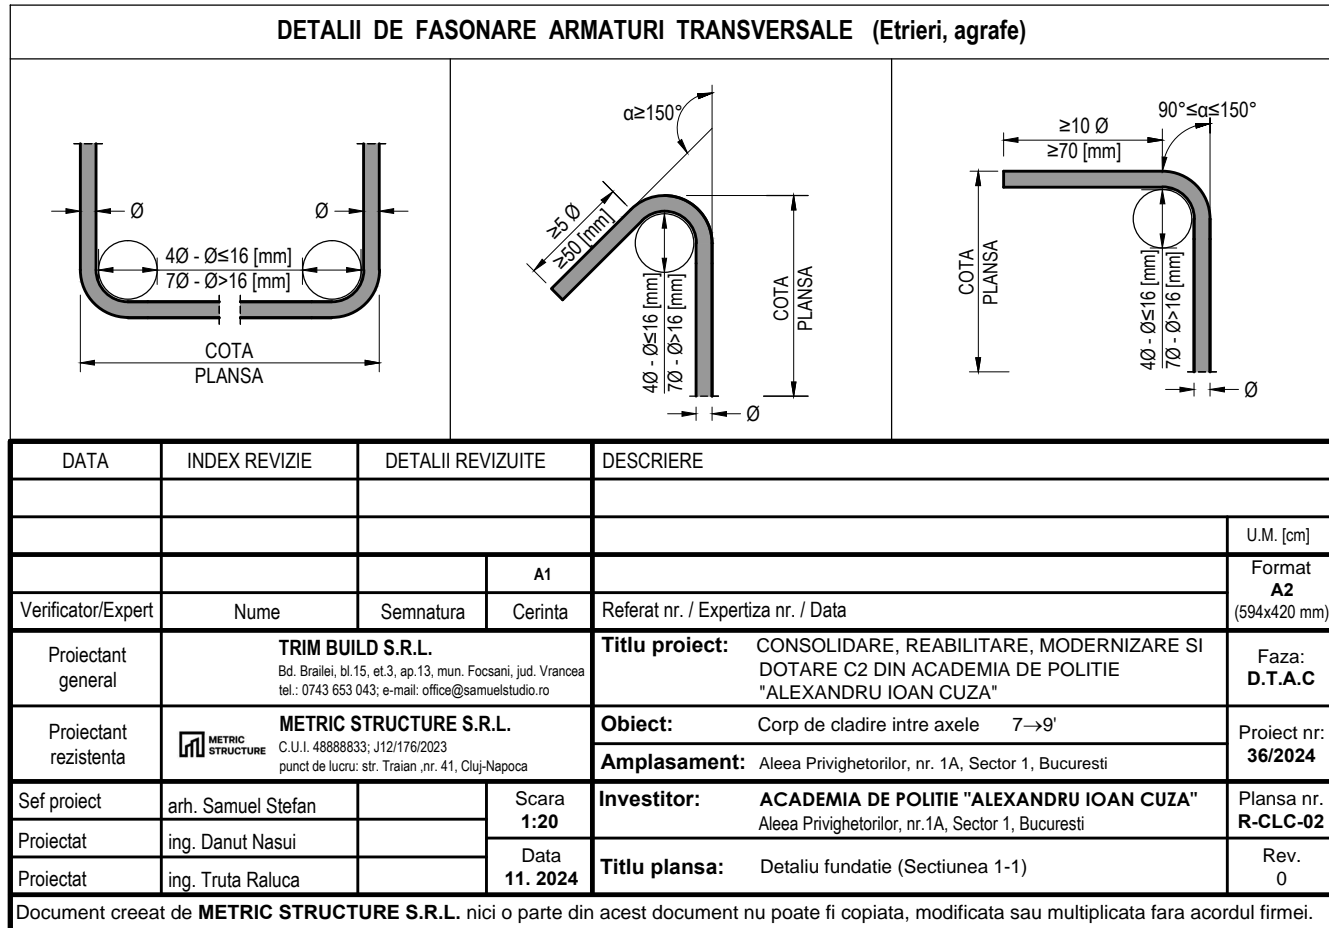 DETALII DE FASONARE ARMATURI TRANSVERSALE (Etrieri, agrafe)
Ø
Ø
4Ø - Ø≤16 [mm]
7Ø - Ø>16 [mm]
COTA
PLANSA
α≥150°
≥5 Ø
≥50 [mm]
4Ø - Ø≤16 [mm]
7Ø - Ø>16 [mm]
COTA
PLANSA
Ø
90°≤α≤150°
≥10 Ø
≥70 [mm]
COTA
PLANSA
4Ø - Ø≤16 [mm]
7Ø - Ø>16 [mm]
Ø
DATA INDEX REVIZIE DETALII REVIZUITE DESCRIERE
U.M. [cm]
A1
Verificator/Expert Nume Semnatura Cerinta Referat nr. / Expertiza nr. / Data
Format
A2
(594x420 mm)
Proiectant
general
TRIM BUILD S.R.L.
Bd. Brailei, bl.15, et.3, ap.13, mun. Focsani, jud. Vrancea
tel.: 0743 653 043; e-mail: office@samuelstudio.ro
Titlu proiect: CONSOLIDARE, REABILITARE, MODERNIZARE SI
DOTARE C2 DIN ACADEMIA DE POLITIE
"ALEXANDRU IOAN CUZA"
Faza:
D.T.A.C
Proiectant
rezistenta
METRIC
STRUCTURE
METRIC STRUCTURE S.R.L.
C.U.I. 48888833; J12/176/2023
punct de lucru: str. Traian ,nr. 41, Cluj-Napoca
Obiect: Corp de cladire intre axele 7→9'
Amplasament: Aleea Privighetorilor, nr. 1A, Sector 1, Bucuresti
Proiect nr:
36/2024
Sef proiect arh. Samuel Stefan
Proiectat ing. Danut Nasui
Proiectat ing. Truta Raluca
Scara
1:20
Data
11. 2024
Investitor: ACADEMIA DE POLITIE "ALEXANDRU IOAN CUZA"
Aleea Privighetorilor, nr.1A, Sector 1, Bucuresti
Titlu plansa: Detaliu fundatie (Sectiunea 1-1)
Plansa nr.
R-CLC-02
Rev.
0
Document creeat de METRIC STRUCTURE S.R.L. nici o parte din acest document nu poate fi copiata, modificata sau multiplicata fara acordul firmei.